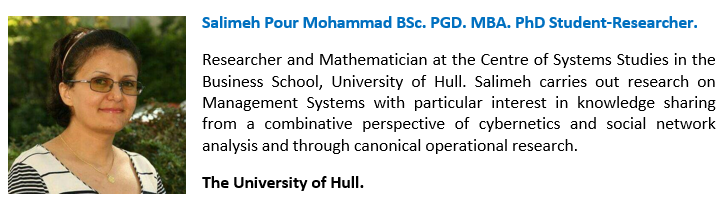 Salimeh Pour Mohammad BSc. PGD. MBA. PhD Student-Researcher.
Researcher and Mathematician at the Centre of Systems Studies in the
Business School, University of Hull. Salimeh carries out research on
Management Systems with particular interest in knowledge sharing
from a combinative perspective of cybernetics and social network
analysis and through canonical operational research.
The University of Hull.